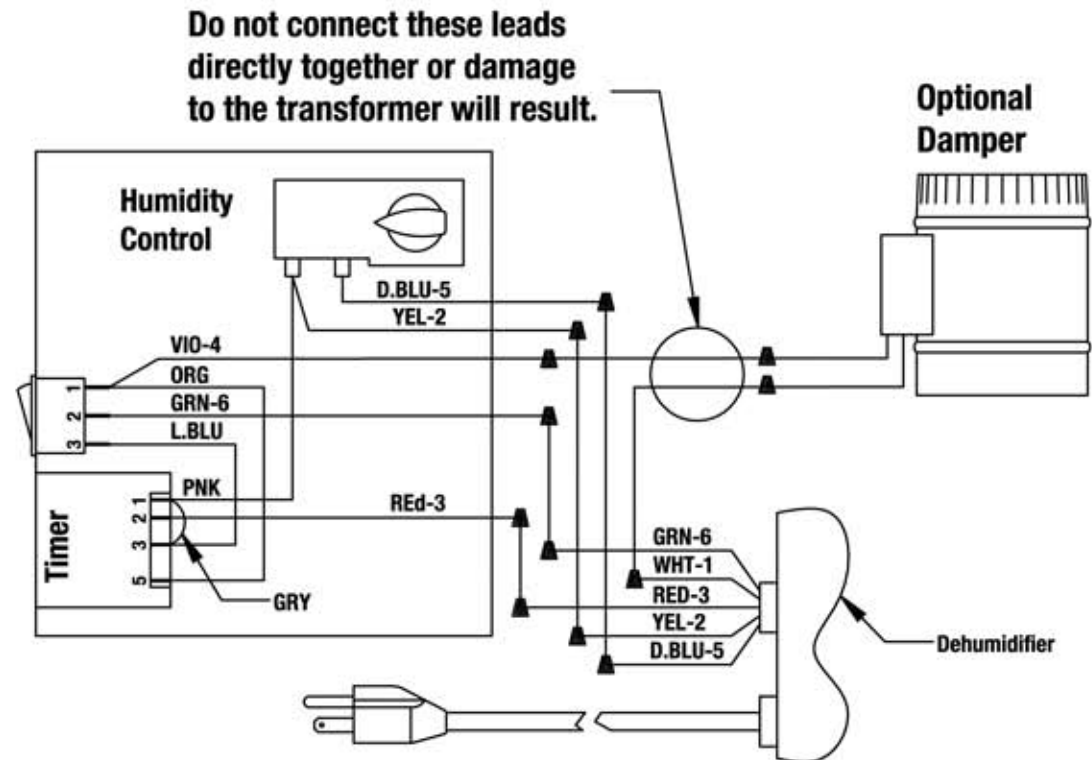 Do not connect these leads
directly together or damage
to the transformer will result.
Optional
Damper
Humidity
Control
D.BLU-5
YEL-2
VIO-4
ORG
GRN-6
L.BLU
1
2
3
PNK
REd-3
Timer
1
2
3
5
GRY
GRN-6
WHT-1
RED-3
YEL-2
D.BLU-5
Dehumidifier